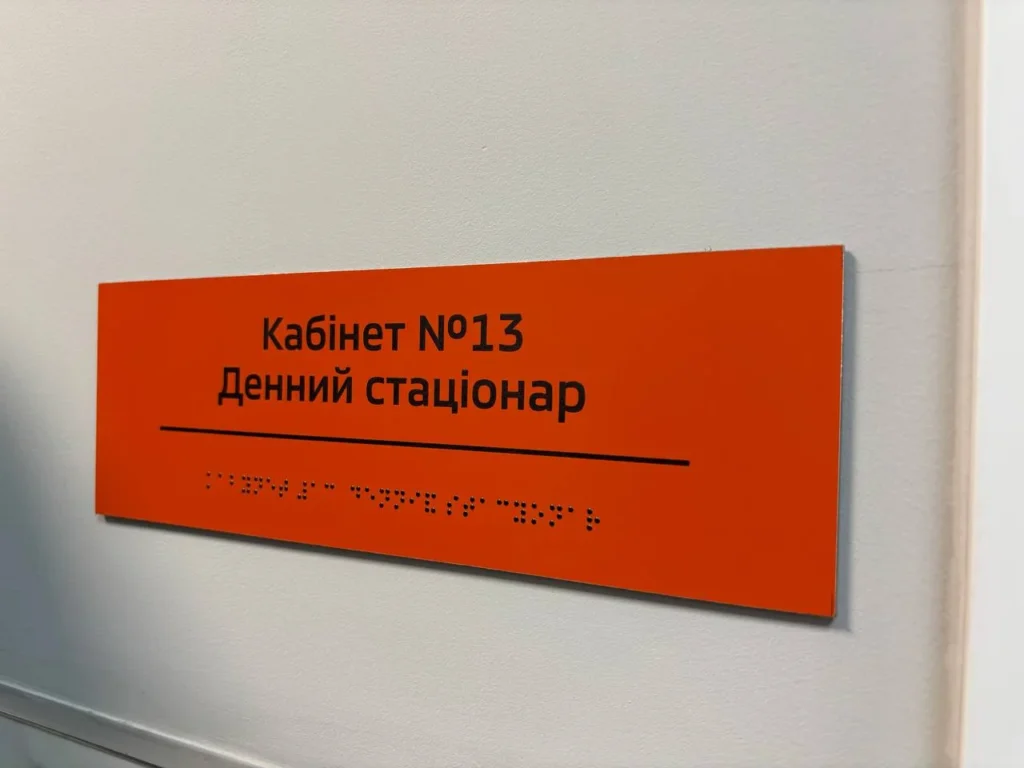 Кабінет №13
Денний стаціонар
⠅⠁⠃⠽⠝⠑⠞ ⠼⠁⠉ ⠙⠑⠝⠝⠊⠯ ⠎⠞⠁⠉⠽⠕⠝⠁⠗